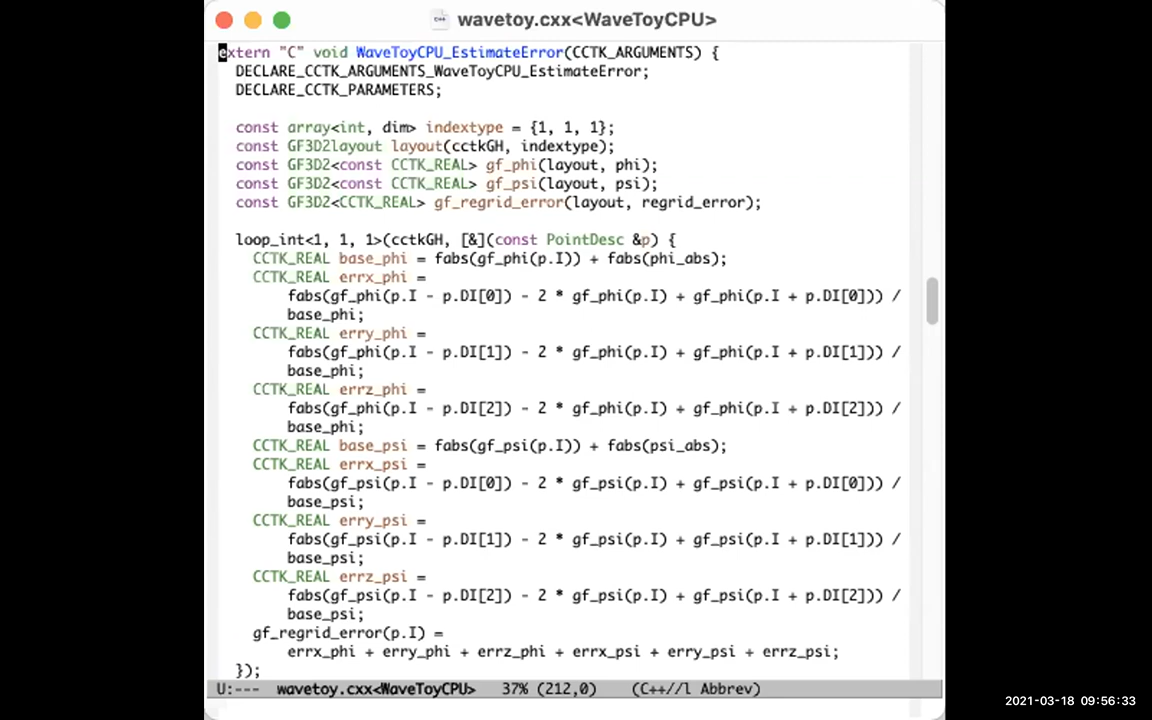 wavetoy.cxx<WaveToyCPU>
extern "C" void WaveToyCPU_EstimateError(CCTK_ARGUMENTS) {
  DECLARE_CCTK_ARGUMENTS_WaveToyCPU_EstimateError;
  DECLARE_CCTK_PARAMETERS;

  const array<int, dim> indextype = {1, 1, 1};
  const GF3D2layout layout(cctkGH, indextype);
  const GF3D2<const CCTK_REAL> gf_phi(layout, phi);
  const GF3D2<const CCTK_REAL> gf_psi(layout, psi);
  const GF3D2<CCTK_REAL> gf_regrid_error(layout, regrid_error);

  loop_int<1, 1, 1>(cctkGH, [&](const PointDesc &p) {
    CCTK_REAL base_phi = fabs(gf_phi(p.I)) + fabs(phi_abs);
    CCTK_REAL errx_phi =
        fabs(gf_phi(p.I - p.DI[0]) - 2 * gf_phi(p.I) + gf_phi(p.I + p.DI[0])) /
        base_phi;
    CCTK_REAL erry_phi =
        fabs(gf_phi(p.I - p.DI[1]) - 2 * gf_phi(p.I) + gf_phi(p.I + p.DI[1])) /
        base_phi;
    CCTK_REAL errz_phi =
        fabs(gf_phi(p.I - p.DI[2]) - 2 * gf_phi(p.I) + gf_phi(p.I + p.DI[2])) /
        base_phi;
    CCTK_REAL base_psi = fabs(gf_psi(p.I)) + fabs(psi_abs);
    CCTK_REAL errx_psi =
        fabs(gf_psi(p.I - p.DI[0]) - 2 * gf_psi(p.I) + gf_psi(p.I + p.DI[0])) /
        base_psi;
    CCTK_REAL erry_psi =
        fabs(gf_psi(p.I - p.DI[1]) - 2 * gf_psi(p.I) + gf_psi(p.I + p.DI[1])) /
        base_psi;
    CCTK_REAL errz_psi =
        fabs(gf_psi(p.I - p.DI[2]) - 2 * gf_psi(p.I) + gf_psi(p.I + p.DI[2])) /
        base_psi;
    gf_regrid_error(p.I) =
        errx_phi + erry_phi + errz_phi + errx_psi + erry_psi + errz_psi;
  });
U:--- wavetoy.cxx<WaveToyCPU> 37% (212,0) (C++//l Abbrev)
2021-03-18 09:56:33